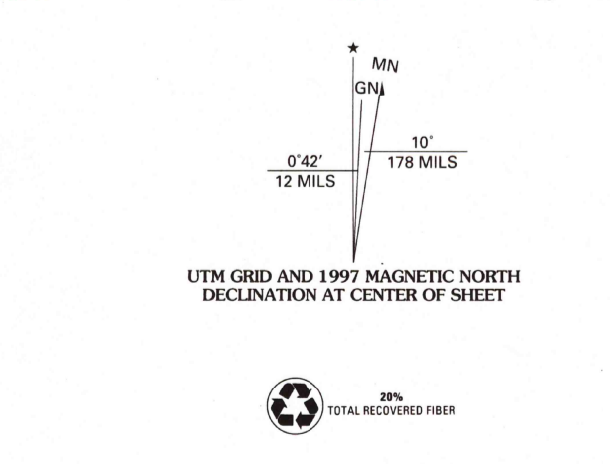 MN
GN
10°
178 MILS
0°42′
12 MILS
UTM GRID AND 1997 MAGNETIC NORTH
DECLINATION AT CENTER OF SHEET
20%
TOTAL RECOVERED FIBER